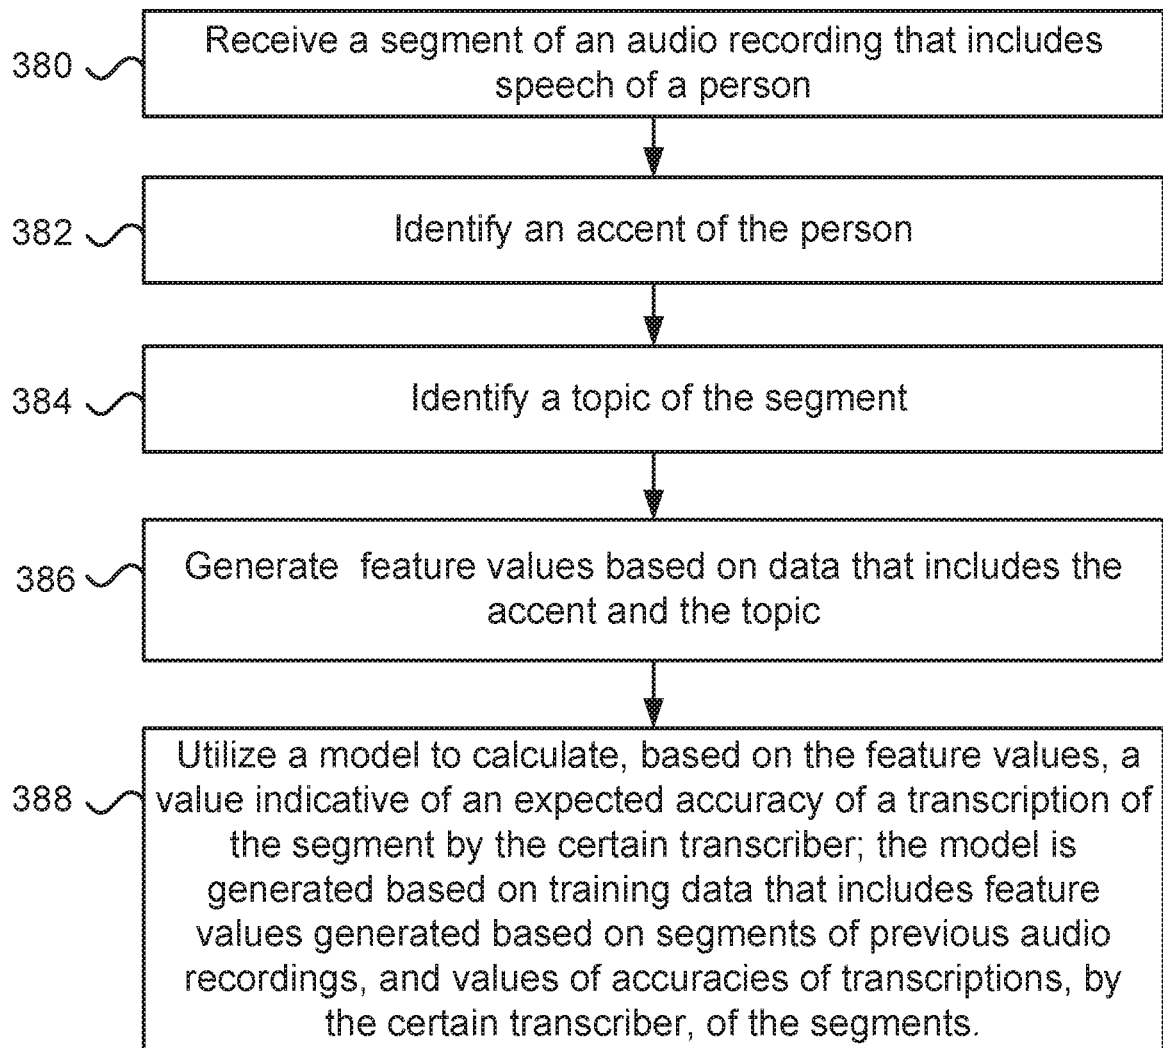 380
Receive a segment of an audio recording that includes
speech of a person
382
Identify an accent of the person
384
Identify a topic of the segment
386
Generate feature values based on data that includes the
accent and the topic
388
Utilize a model to calculate, based on the feature values, a
value indicative of an expected accuracy of a transcription of
the segment by the certain transcriber; the model is
generated based on training data that includes feature
values generated based on segments of previous audio
recordings, and values of accuracies of transcriptions, by
the certain transcriber, of the segments.